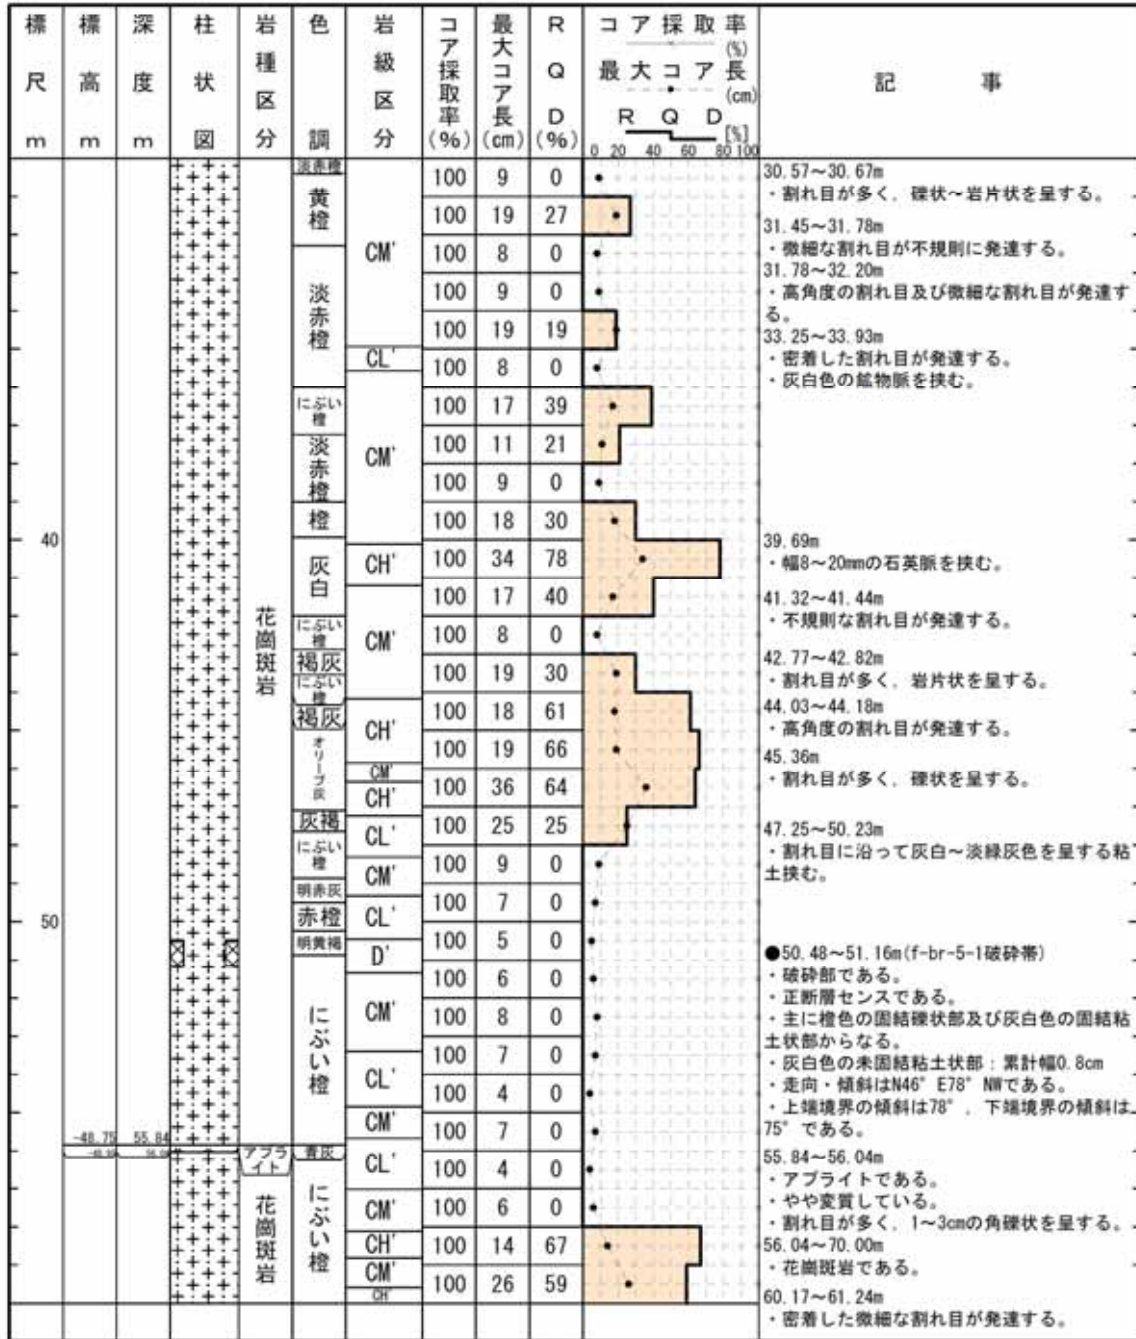 標尺m
標高m
深度m
柱状図
岩種区分
色調
岩級区分
コア採取率(%)
最大コア長(cm)
RQD(%)
コア採取率
(%)
最大コア長
(cm)
RQD
[%]
0 20 40 60 80 100
記事
40
50
-48.75 55.84
花崗斑岩
アプライト
花崗斑岩
淡赤橙
黄橙
淡赤橙
にぶい橙
淡赤橙
橙
灰白
にぶい橙
褐灰
にぶい橙
褐灰
オリーブ灰
灰褐
にぶい橙
明赤灰
赤橙
明黄褐
にぶい橙
青灰
にぶい橙
CM'
CL'
CM'
CH'
CM'
CH'
CM'
CH'
CL'
CM'
CL'
D'
CM'
CL'
CM'
CL'
CM'
CH'
CM'
CH'
100 9 0
100 19 27
100 8 0
100 9 0
100 19 19
100 8 0
100 17 39
100 11 21
100 9 0
100 18 30
100 34 78
100 17 40
100 8 0
100 19 30
100 18 61
100 19 66
100 36 64
100 25 25
100 9 0
100 7 0
100 5 0
100 6 0
100 8 0
100 7 0
100 4 0
100 7 0
100 4 0
100 6 0
100 14 67
100 26 59
30.57～30.67m
・割れ目が多く，礫状～岩片状を呈する。
31.45～31.78m
・微細な割れ目が不規則に発達する。
31.78～32.20m
・高角度の割れ目及び微細な割れ目が発達す
る。
33.25～33.93m
・密着した割れ目が発達する。
・灰白色の鉱物脈を挟む。
39.69m
・幅8～20mmの石英脈を挟む。
41.32～41.44m
・不規則な割れ目が発達する。
42.77～42.82m
・割れ目が多く，岩片状を呈する。
44.03～44.18m
・高角度の割れ目が発達する。
45.36m
・割れ目が多く，礫状を呈する。
47.25～50.23m
・割れ目に沿って灰白～淡緑灰色を呈する粘
土挟む。
●50.48～51.16m(f-br-5-1破砕帯)
・破砕部である。
・正断層センスである。
・主に橙色の固結礫状部及び灰白色の固結粘
土状部からなる。
・灰白色の未固結粘土状部：累計幅0.8cm
・走向・傾斜はN46°E78°NWである。
・上端境界の傾斜は78°，下端境界の傾斜は
75°である。
55.84～56.04m
・アプライトである。
・やや変質している。
・割れ目が多く，1～3cmの角礫状を呈する。
56.04～70.00m
・花崗斑岩である。
60.17～61.24m
・密着した微細な割れ目が発達する。